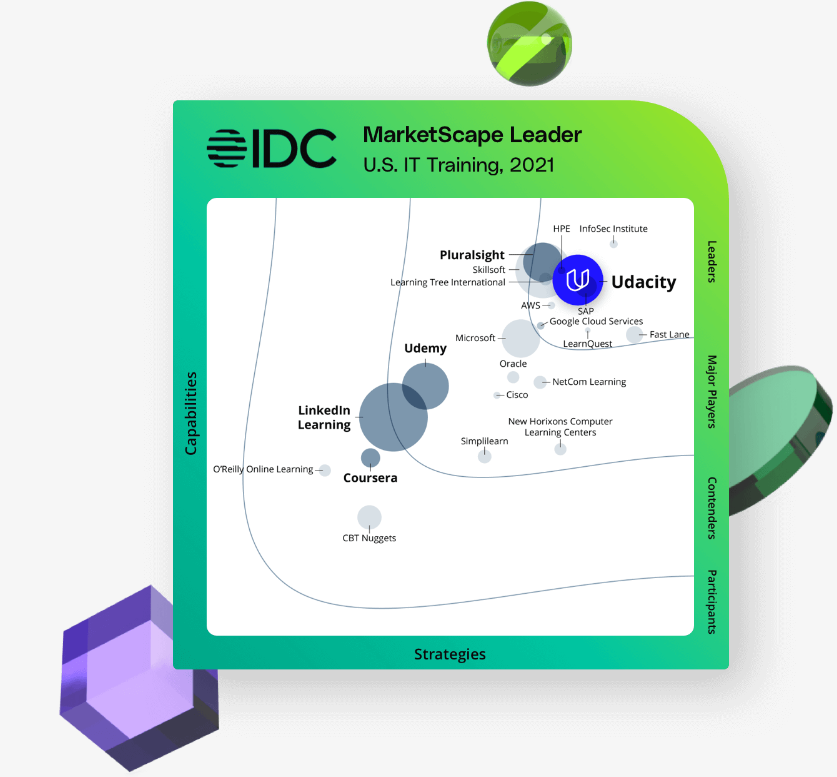 IDC
MarketScape Leader
U.S. IT Training, 2021
HPE
InfoSec Institute
Pluralsight
Skillsoft
Learning Tree International
Udacity
AWS
SAP
Google Cloud Services
Microsoft
LearnQuest
Fast Lane
Udemy
Oracle
NetCom Learning
Cisco
LinkedIn
Learning
New Horizons Computer
Learning Centers
Simplilearn
O'Reilly Online Learning
Coursera
CBT Nuggets
Capabilities
Leaders
Major Players
Contenders
Participants
Strategies